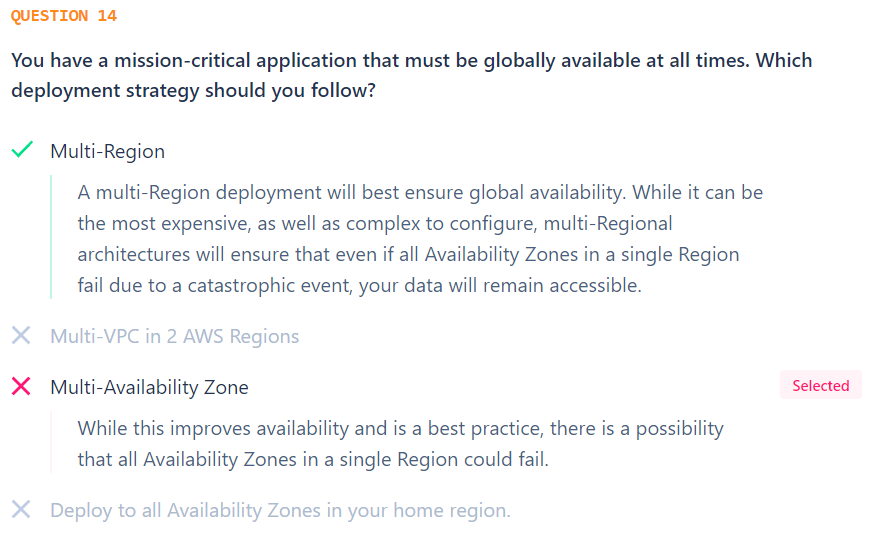 QUESTION 14
You have a mission-critical application that must be globally available at all times. Which
deployment strategy should you follow?
Multi-Region
A multi-Region deployment will best ensure global availability. While it can be
the most expensive, as well as complex to configure, multi-Regional
architectures will ensure that even if all Availability Zones in a single Region
fail due to a catastrophic event, your data will remain accessible.
Multi-VPC in 2 AWS Regions
Multi-Availability Zone
Selected
While this improves availability and is a best practice, there is a possibility
that all Availability Zones in a single Region could fail.
Deploy to all Availability Zones in your home region.